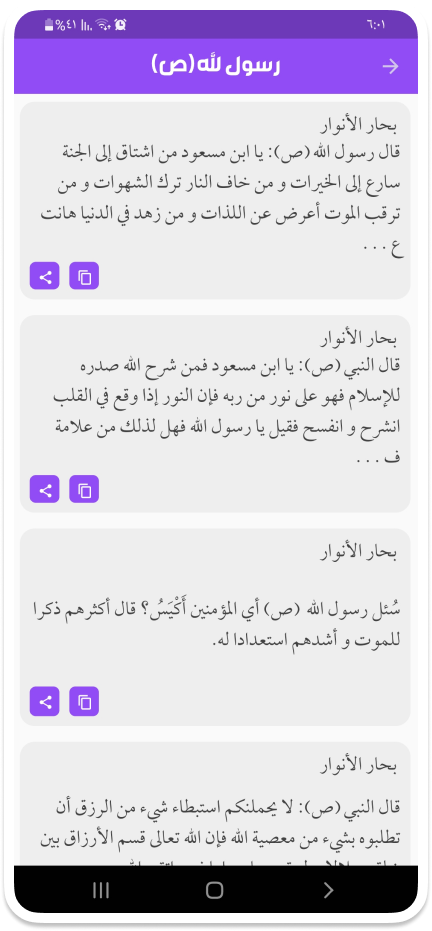 ٦:٠١
%٤١
رسول لله(ص)
بحار الأنوار
قال رسول الله(ص): يا ابن مسعود من اشتاق إلى الجنة
سارع إلى الخيرات و من خاف النار ترك الشهوات و من
ترقب الموت أعرض عن اللذات و من زهد في الدنيا هانت
ع . . .
بحار الأنوار
قال النبي(ص): يا ابن مسعود فمن شرح الله صدره
للإسلام فهو على نور من ربه فإن النور إذا وقع في القلب
انشرح و انفسح فقيل يا رسول الله فهل لذلك من علامة
ف . . .
بحار الأنوار
سُئل رسول الله (ص) أي المؤمنين أَكْيَسُ؟ قال أكثرهم ذكرا
للموت و أشدهم استعدادا له.
بحار الأنوار
قال النبي(ص): لا يحملنكم استبطاء شيء من الرزق أن
تطلبوه بشيء من معصية الله فإن الله تعالى قسم الأرزاق بين